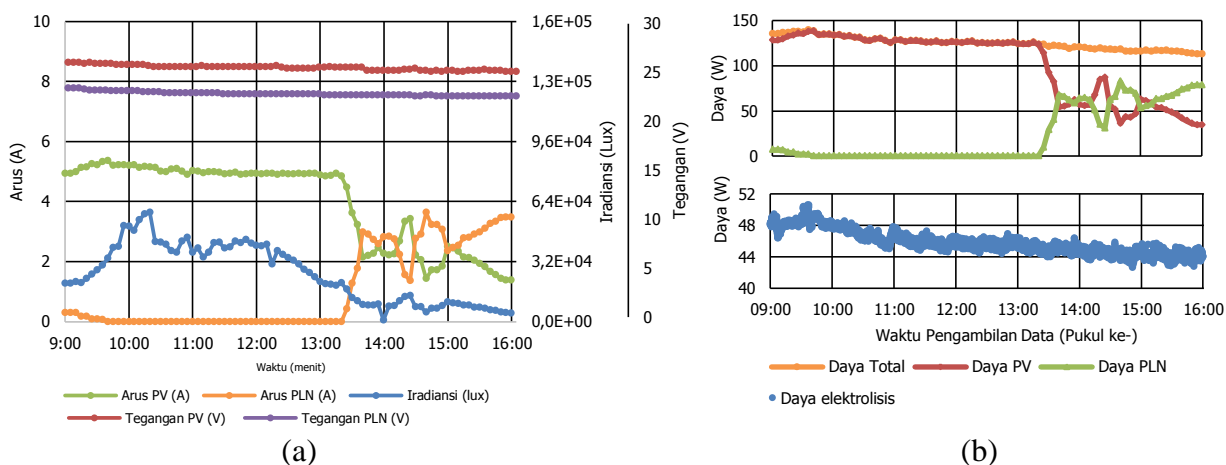 10
8
6
4
2
0
Arus (A)
1,6E+05
1,3E+05
9,6E+04
6,4E+04
3,2E+04
0,0E+00
Iradiansi (Lux)
30
25
20
15
10
5
0
Tegangan (V)
9:00 10:00 11:00 12:00 13:00 14:00 15:00 16:00
Waktu (menit)
Arus PV (A) Arus PLN (A) Iradiansi (lux)
Tegangan PV (V) Tegangan PLN (V)
(a)
150
100
50
0
Daya (W)
52
48
44
40
Daya (W)
09:00 10:00 11:00 12:00 13:00 14:00 15:00 16:00
Waktu Pengambilan Data (Pukul ke-)
Daya Total Daya PV Daya PLN
Daya elektrolisis
(b)